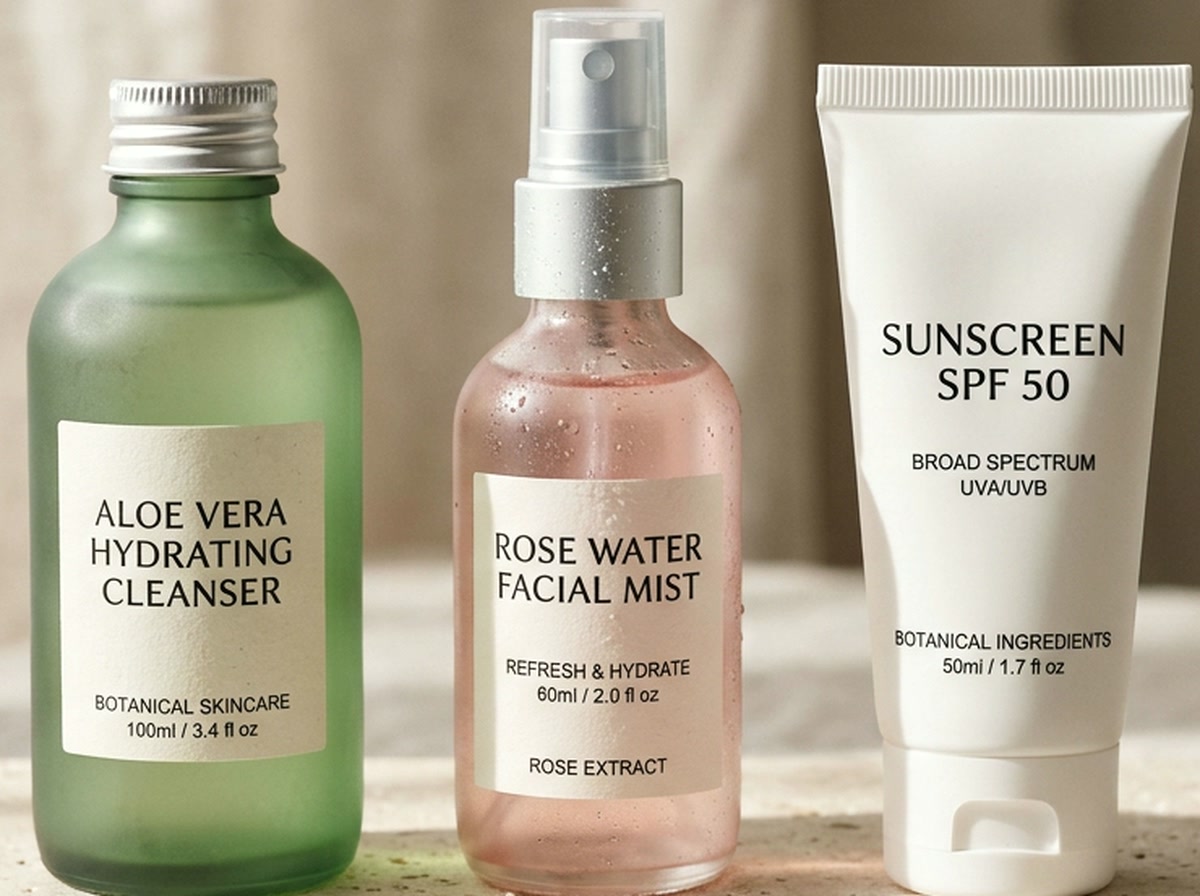 ALOE VERA
HYDRATING
CLEANSER
BOTANICAL SKINCARE
100ml / 3.4 fl oz
ROSE WATER
FACIAL MIST
REFRESH & HYDRATE
60ml / 2.0 fl oz
ROSE EXTRACT
SUNSCREEN
SPF 50
BROAD SPECTRUM
UVA/UVB
BOTANICAL INGREDIENTS
50mi / 1.7 fl oz